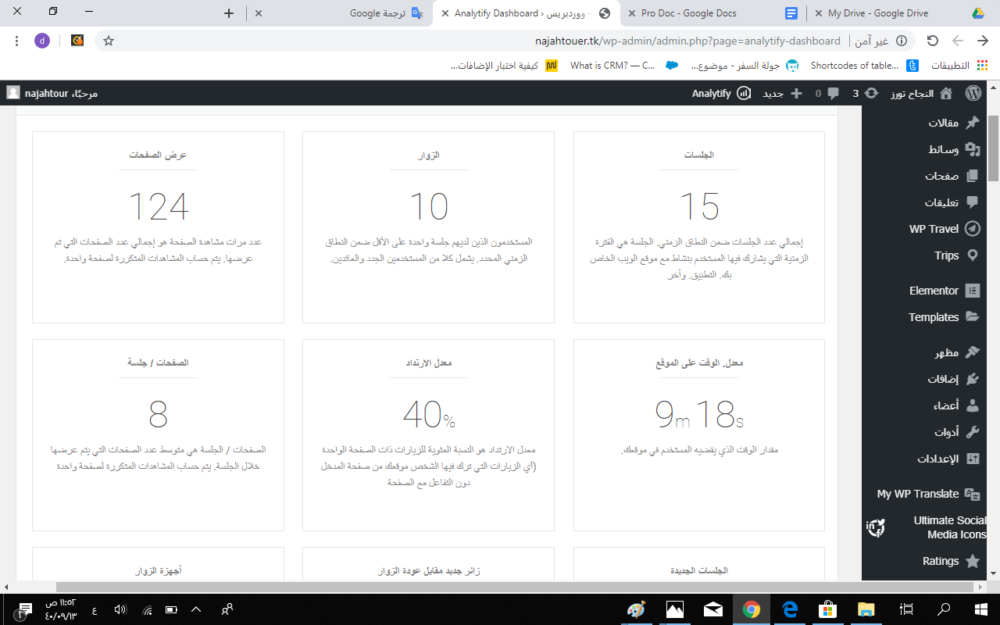 ترجمة Google
Analytify Dashboard ‹ ووردبريس
Pro Doc - Google Docs
My Drive - Google Drive
d
غير آمن
najahtouer.tk/wp-admin/admin.php?page=analytify-dashboard
التطبيقات
Shortcodes of table...
جولة السفر - موضوع...
What is CRM? — C...
كيفية اختبار الإضافات...
النجاح تورز
3
0
جديد
Analytify
مرحبًا، najahtour
مقالات
وسائط
صفحات
تعليقات
WP Travel
Trips
Elementor
Templates
مظهر
إضافات
أعضاء
أدوات
الإعدادات
My WP Translate
Ultimate Social
Media Icons
Ratings
الجلسات
15
إجمالي عدد الجلسات ضمن النطاق الزمني. الجلسة هي الفترة
الزمنية التي يشارك فيها المستخدم بنشاط مع موقع الويب الخاص
بك. التطبيق. وآخر
الزوار
10
المستخدمون الذين لديهم جلسة واحدة على الأقل ضمن النطاق
الزمني المحدد. يشمل كلا من المستخدمين الجدد والعائدين.
عرض الصفحات
124
عدد مرات مشاهدة الصفحة هو إجمالي عدد الصفحات التي تم
عرضها. يتم حساب المشاهدات المتكررة لصفحة واحدة.
معدل. الوقت على الموقع
9m 18s
مقدار الوقت الذي يقضيه المستخدم في موقعك.
معدل الارتداد
40%
معدل الارتداد هو النسبة المئوية للزيارات ذات الصفحة الواحدة
(أي الزيارات التي ترك فيها الشخص موقعك من صفحة المدخل
دون التفاعل مع الصفحة
الصفحات / جلسة
8
الصفحات / الجلسة هي متوسط عدد الصفحات التي يتم عرضها
خلال الجلسة. يتم حساب المشاهدات المتكررة لصفحة واحدة
الجلسات الجديدة
زائر جديد مقابل عودة الزوار
أجهزة الزوار
ع
١١:٥٢ ص
٤٠/٠٩/١٣
١